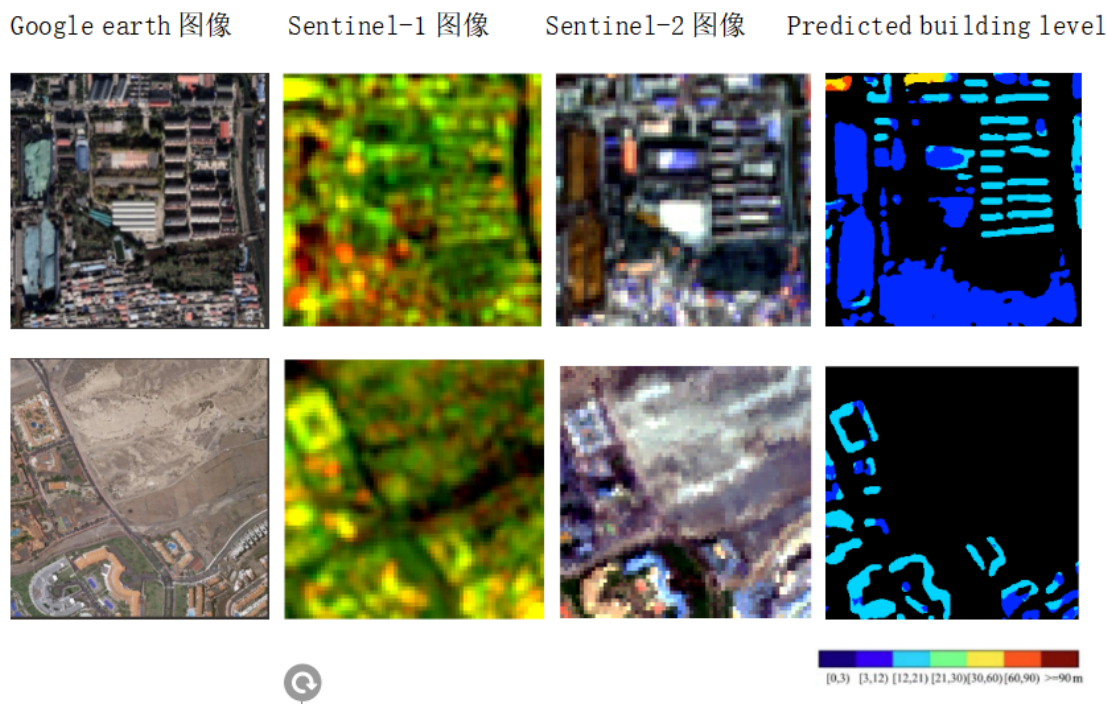 Google earth 图像 Sentinel-1 图像 Sentinel-2 图像 Predicted building level
[0,3) [3,12) [12,21) [21,30) [30,60) [60,90) >=90 m